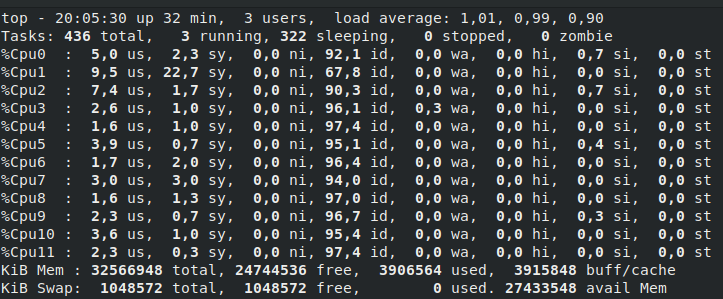 top - 20:05:30 up 32 min,  3 users,  load average: 1,01, 0,99, 0,90
Tasks: 436 total,   3 running, 322 sleeping,   0 stopped,   0 zombie
%Cpu0  :  5,0 us,  2,3 sy,  0,0 ni, 92,1 id,  0,0 wa,  0,0 hi,  0,7 si,  0,0 st
%Cpu1  :  9,5 us, 22,7 sy,  0,0 ni, 67,8 id,  0,0 wa,  0,0 hi,  0,0 si,  0,0 st
%Cpu2  :  7,4 us,  1,7 sy,  0,0 ni, 90,3 id,  0,0 wa,  0,0 hi,  0,7 si,  0,0 st
%Cpu3  :  2,6 us,  1,0 sy,  0,0 ni, 96,1 id,  0,3 wa,  0,0 hi,  0,0 si,  0,0 st
%Cpu4  :  1,6 us,  1,0 sy,  0,0 ni, 97,4 id,  0,0 wa,  0,0 hi,  0,0 si,  0,0 st
%Cpu5  :  3,9 us,  0,7 sy,  0,0 ni, 95,1 id,  0,0 wa,  0,0 hi,  0,4 si,  0,0 st
%Cpu6  :  1,7 us,  2,0 sy,  0,0 ni, 96,4 id,  0,0 wa,  0,0 hi,  0,0 si,  0,0 st
%Cpu7  :  3,0 us,  3,0 sy,  0,0 ni, 94,0 id,  0,0 wa,  0,0 hi,  0,0 si,  0,0 st
%Cpu8  :  1,6 us,  1,3 sy,  0,0 ni, 97,0 id,  0,0 wa,  0,0 hi,  0,0 si,  0,0 st
%Cpu9  :  2,3 us,  0,7 sy,  0,0 ni, 96,7 id,  0,0 wa,  0,0 hi,  0,3 si,  0,0 st
%Cpu10 :  3,6 us,  1,0 sy,  0,0 ni, 95,4 id,  0,0 wa,  0,0 hi,  0,0 si,  0,0 st
%Cpu11 :  2,3 us,  0,3 sy,  0,0 ni, 97,4 id,  0,0 wa,  0,0 hi,  0,0 si,  0,0 st
KiB Mem : 32566948 total, 24744536 free,  3906564 used,  3915848 buff/cache
KiB Swap:  1048572 total,  1048572 free,        0 used. 27433548 avail Mem